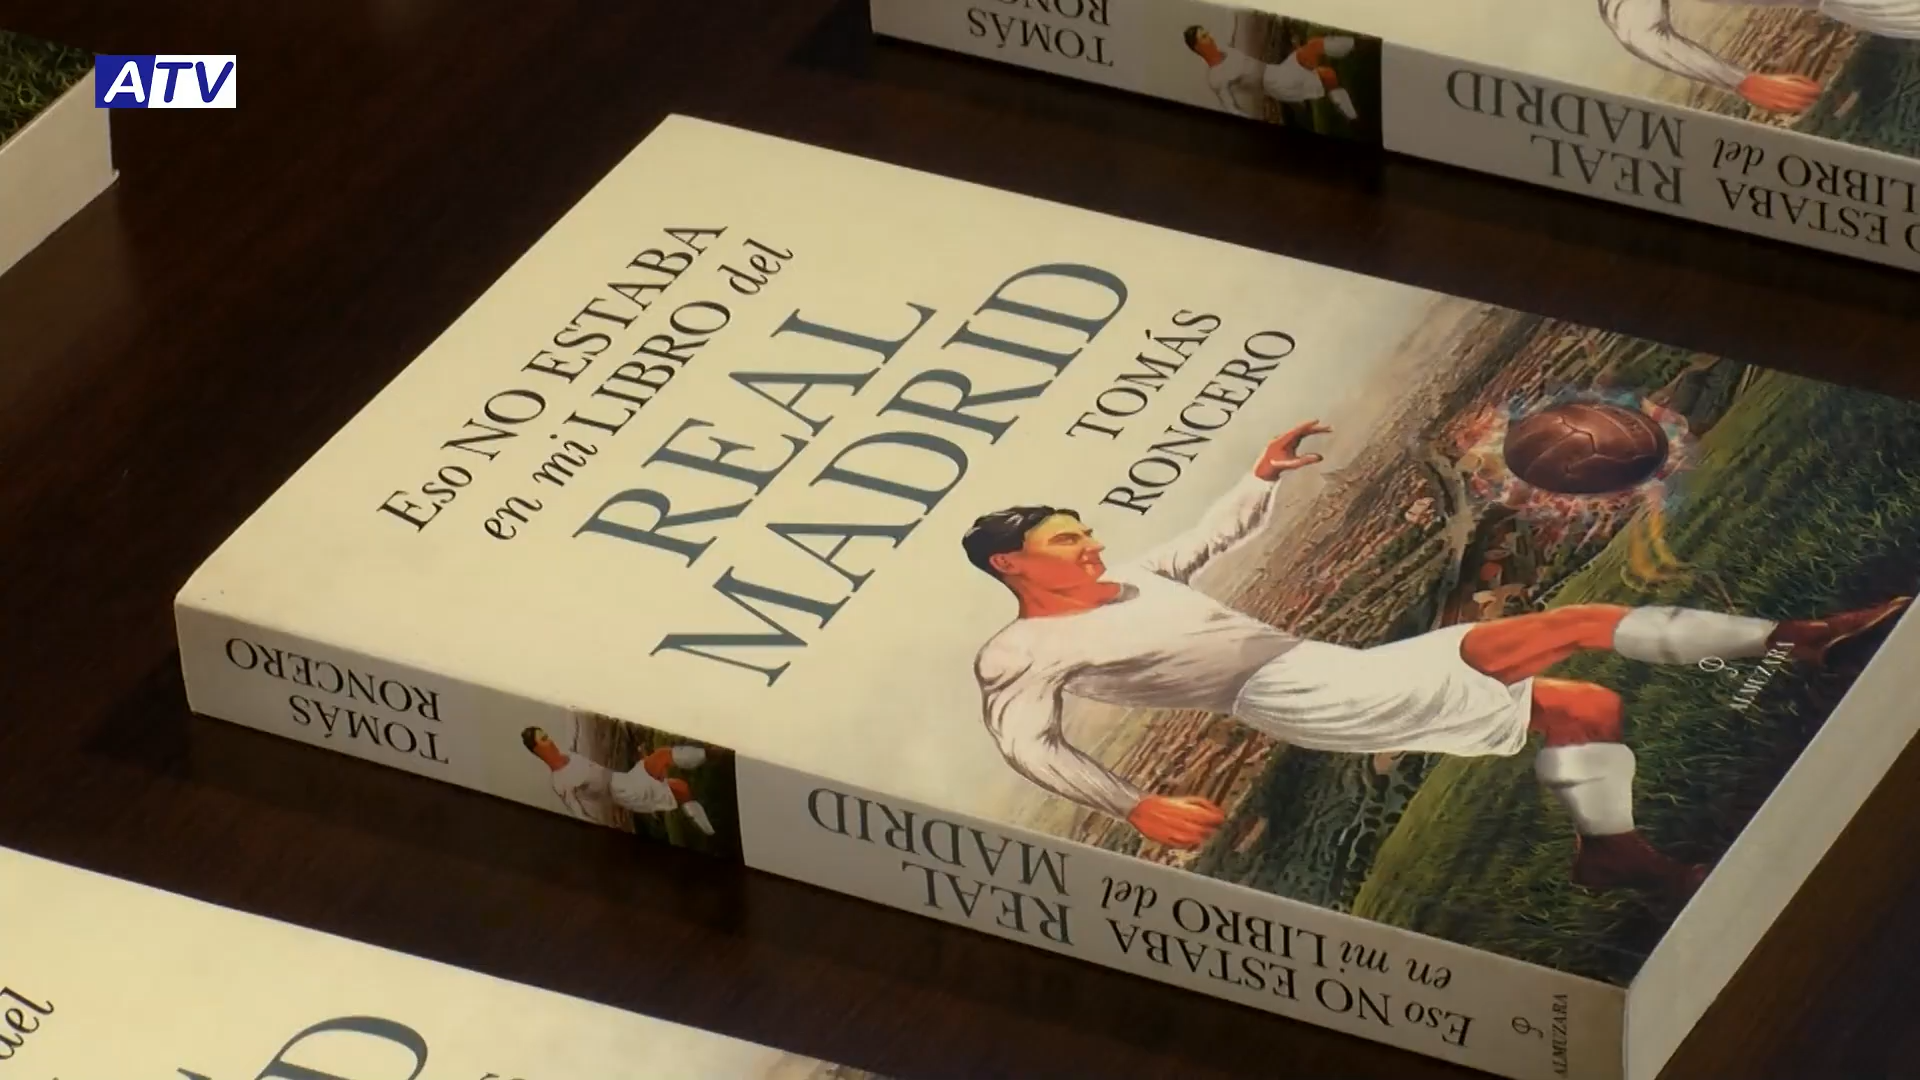 ATV
TOMÁS
REAL
MADRID
ESTABA
LIBRO del
Eso NO ESTABA
en mi LIBRO del
REAL
MADRID
TOMÁS
RONCERO
ALMUZARA
TOMÁS
RONCERO
Eso NO ESTABA
en mi LIBRO del
REAL
MADRID
ALMUZARA
del